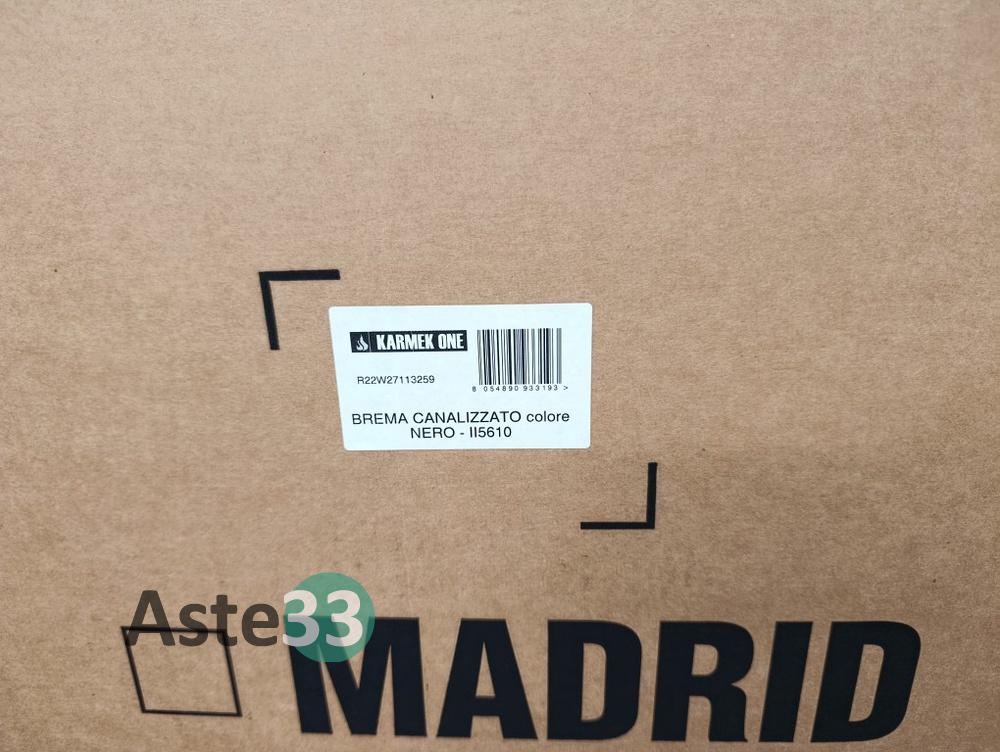 KARMEK ONE
R22W27113259
8 054890 933193 >
BREMA CANALIZZATO colore
NERO - II5610
Aste33
MADRID